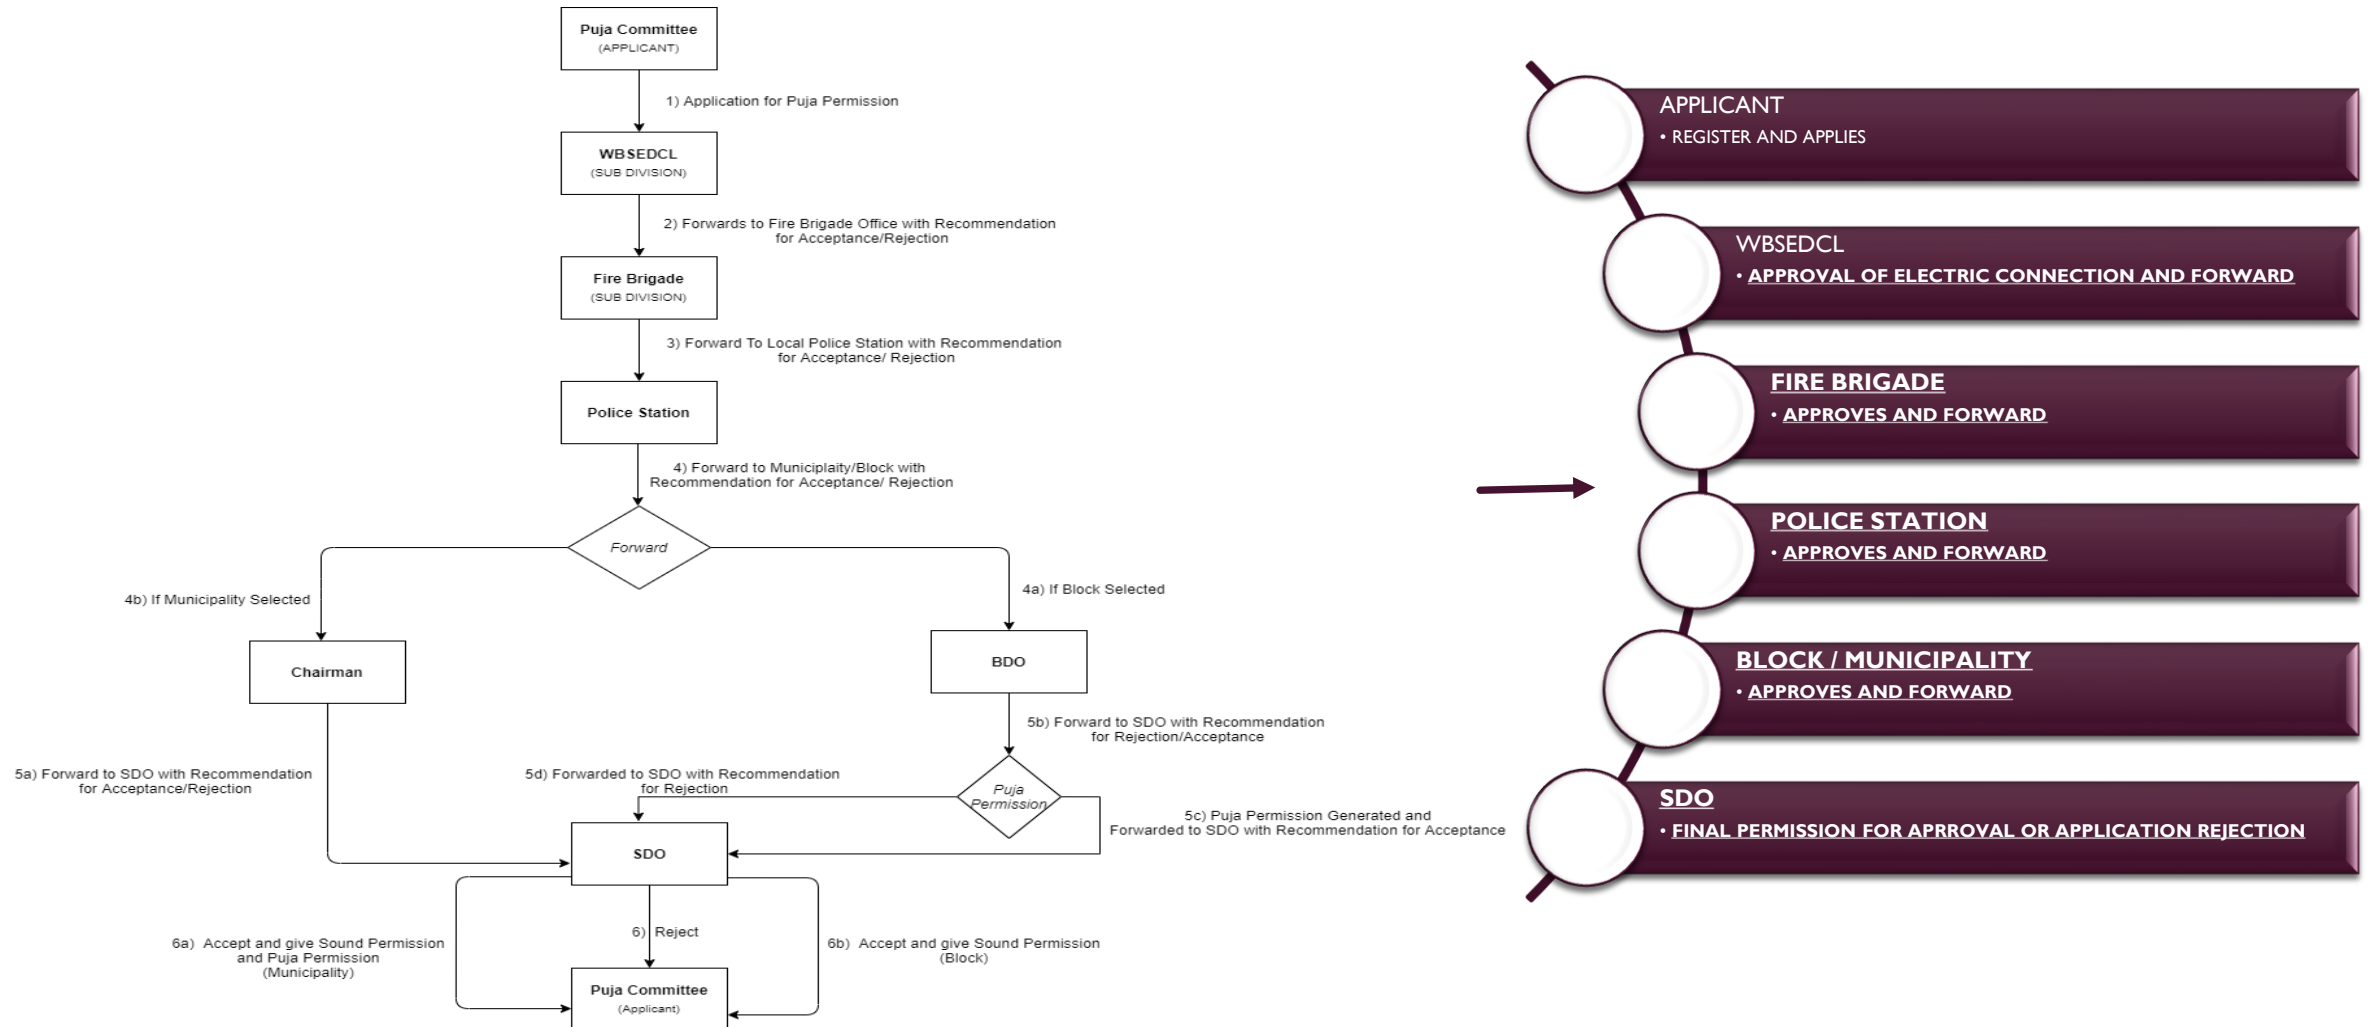 Puja Committee
(APPLICANT)
1) Application for Puja Permission
WBSEDCL
(SUB DIVISION)
2) Forwards to Fire Brigade Office with Recommendation
for Acceptance/Rejection
Fire Brigade
(SUB DIVISION)
3) Forward To Local Police Station with Recommendation
for Acceptance/ Rejection
Police Station
4) Forward to Municiplaity/Block with
Recommendation for Acceptance/ Rejection
Forward
4b) If Municipality Selected
4a) If Block Selected
Chairman
BDO
5b) Forward to SDO with Recommendation
for Rejection/Acceptance
5a) Forward to SDO with Recommendation
for Acceptance/Rejection
5d) Forwarded to SDO with Recommendation
for Rejection
Puja
Permission
5c) Puja Permission Generated and
Forwarded to SDO with Recommendation for Acceptance
SDO
6a) Accept and give Sound Permission
and Puja Permission
(Municipality)
6) Reject
6b) Accept and give Sound Permission
(Block)
Puja Committee
(Applicant)
APPLICANT
• REGISTER AND APPLIES
WBSEDCL
• APPROVAL OF ELECTRIC CONNECTION AND FORWARD
FIRE BRIGADE
• APPROVES AND FORWARD
POLICE STATION
• APPROVES AND FORWARD
BLOCK / MUNICIPALITY
• APPROVES AND FORWARD
SDO
• FINAL PERMISSION FOR APRROVAL OR APPLICATION REJECTION